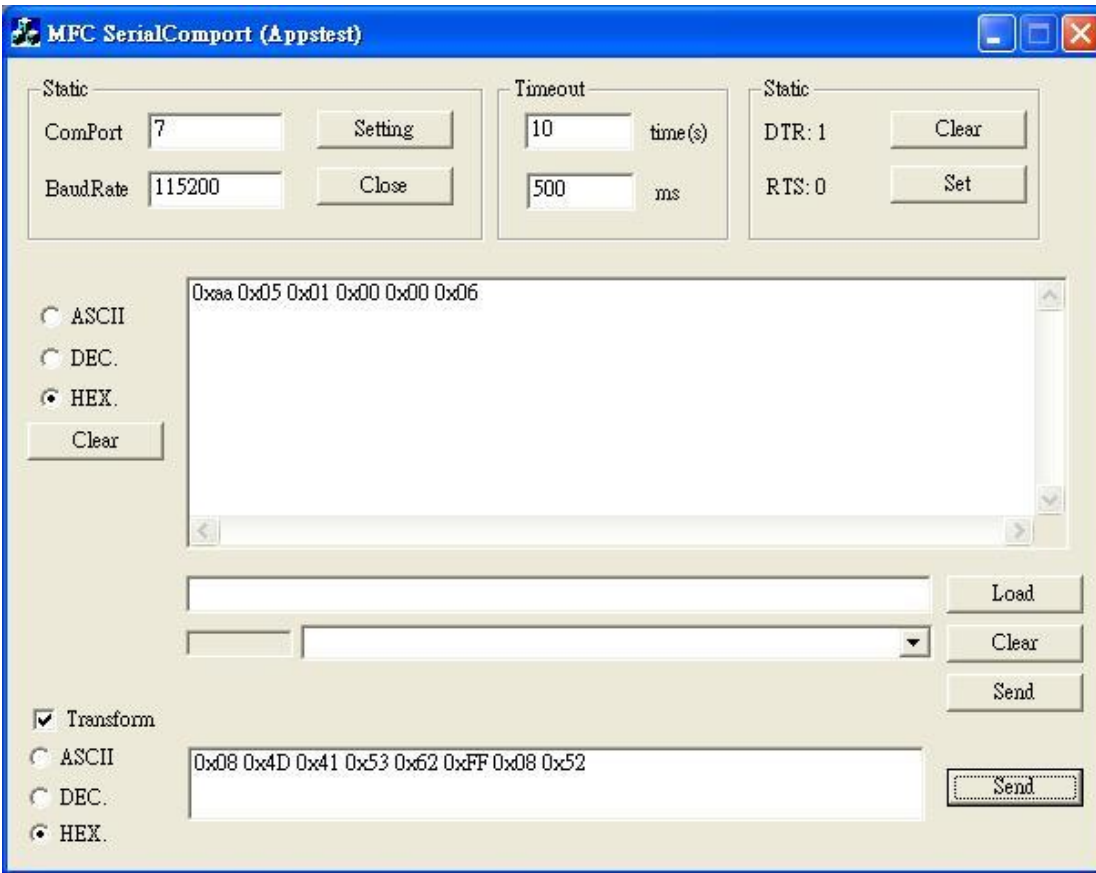 MFC SerialComport (Appstest)
Static
ComPort 7 Setting
BaudRate 115200 Close
Timeout
10 time(s)
500 ms
Static
DTR: 1 Clear
RTS: 0 Set
ASCII
DEC.
HEX.
Clear
0xaa 0x05 0x01 0x00 0x00 0x06
Load
Clear
Send
Transform
ASCII
DEC.
HEX.
0x08 0x4D 0x41 0x53 0x62 0xFF 0x08 0x52
Send